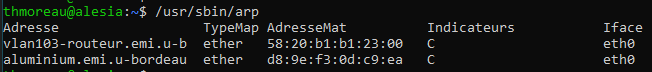 thmoreau@alesia:~$ /usr/sbin/arp
Adresse TypeMap AdresseMat Indicateurs Iface
vlan103-routeur.emi.u-b ether 58:20:b1:b1:23:00 C eth0
aluminium.emi.u-bordeau ether d8:9e:f3:0d:c9:ea C eth0